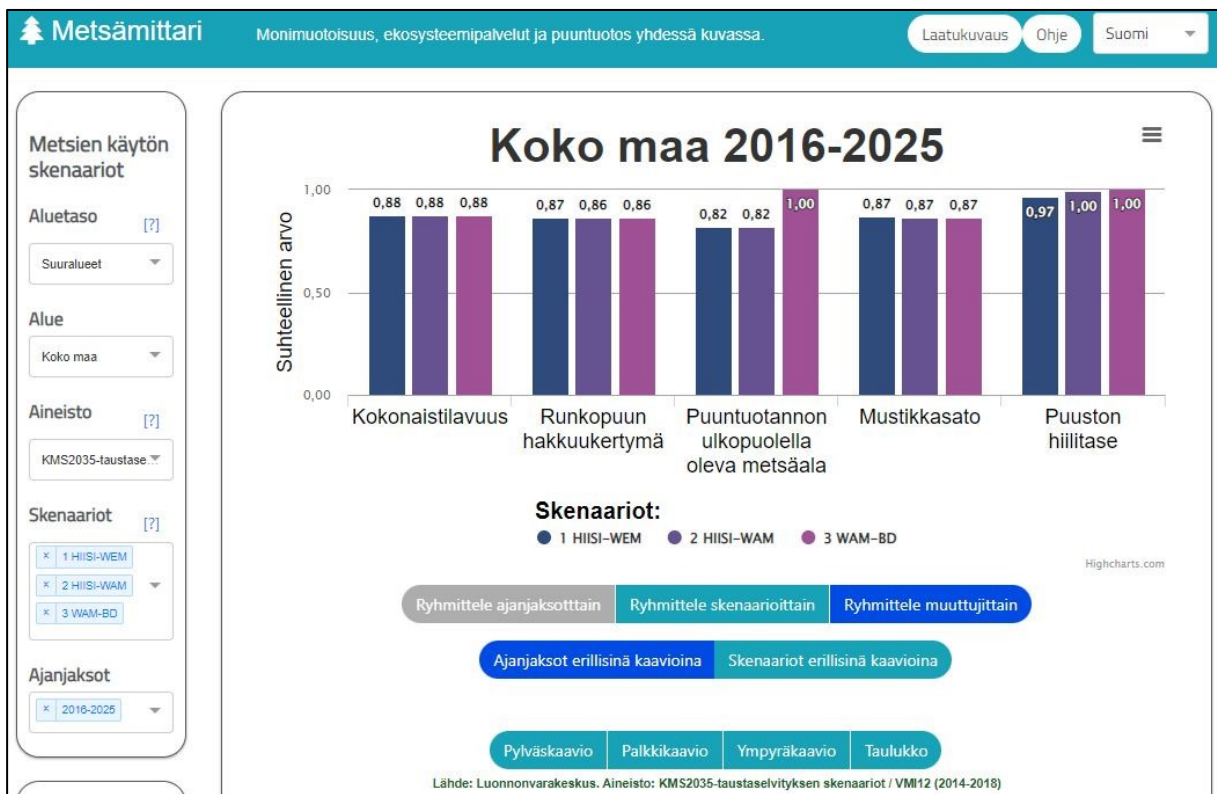 Metsämittari
Monimuotoisuus, ekosysteemipalvelut ja puuntuotos yhdessä kuvassa.
Laatukuvaus
Ohje
Suomi
Metsien käytön
skenaariot
Aluetaso
[?]
Suuralueet
Alue
Koko maa
Aineisto
[?]
KMS2035-taustase...
Skenaariot
[?]
× 1 HIISI-WEM
× 2 HIISI-WAM
× 3 WAM-BD
Ajanjaksot
× 2016-2025
Koko maa 2016-2025
Suhteellinen arvo
1,00
0,50
0,00
0,88 0,88 0,88
0,87 0,86 0,86
0,82 0,82 1,00
0,87 0,87 0,87
0,97 1,00 1,00
Kokonaistilavuus
Runkopuun
hakkuukertymä
Puuntuotannon
ulkopuolella
oleva metsäala
Mustikkasato
Puuston
hiilitase
Skenaariot:
1 HIISI-WEM 2 HIISI-WAM 3 WAM-BD
Highcharts.com
Ryhmittele ajanjaksotttain Ryhmittele skenaarioittain Ryhmittele muuttujittain
Ajanjaksot erillisinä kaavioina Skenaariot erillisinä kaavioina
Pylväskaavio Palkkikaavio Ympyräkaavio Taulukko
Lähde: Luonnonvarakeskus. Aineisto: KMS2035-taustaselvityksen skenaariot / VMI12 (2014-2018)